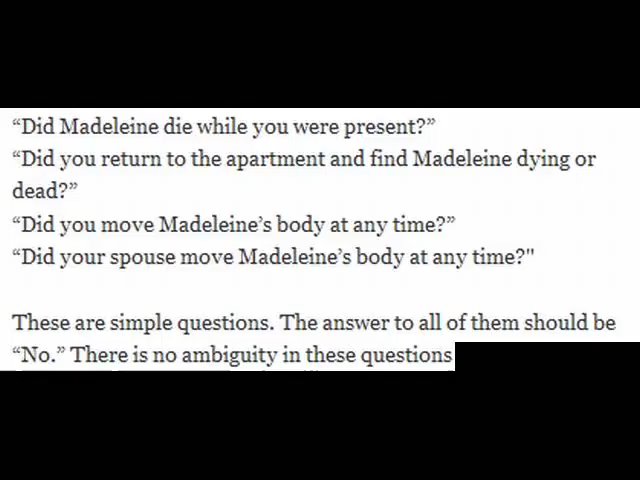 “Did Madeleine die while you were present?”
“Did you return to the apartment and find Madeleine dying or
dead?”
“Did you move Madeleine’s body at any time?”
“Did your spouse move Madeleine’s body at any time?"
These are simple questions. The answer to all of them should be
“No.” There is no ambiguity in these questions